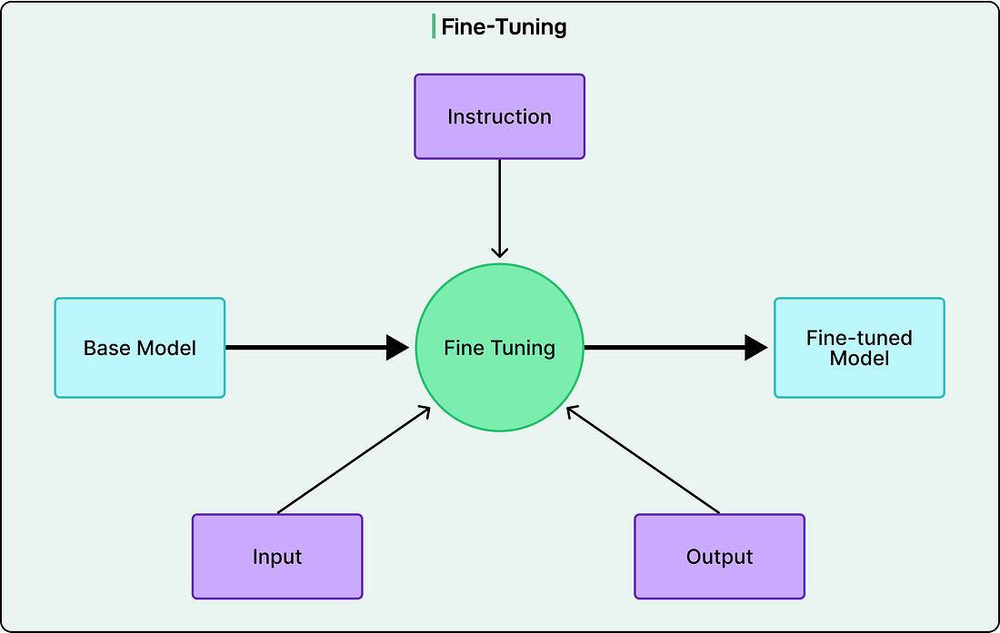 Fine-Tuning
Instruction
Base Model
Fine Tuning
Fine-tuned
Model
Input
Output